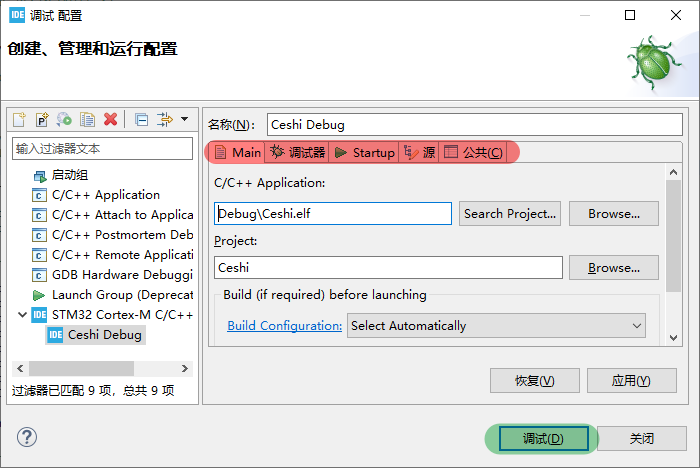 IDE 调试 配置
创建、管理和运行配置
名称(N): Ceshi Debug
输入过滤器文本
Main 调试器 Startup 源 公共(C)
启动组
C/C++ Application
C/C++ Attach to Applica
C/C++ Postmortem Deb
C/C++ Remote Applicati
GDB Hardware Debuggi
Launch Group (Deprecat
STM32 Cortex-M C/C++
IDE Ceshi Debug
过滤器已匹配 9 项，总共 9 项
C/C++ Application:
Debug\Ceshi.elf Search Project... Browse...
Project:
Ceshi Browse...
Build (if required) before launching
Build Configuration: Select Automatically
恢复(V) 应用(Y)
调试(D) 关闭